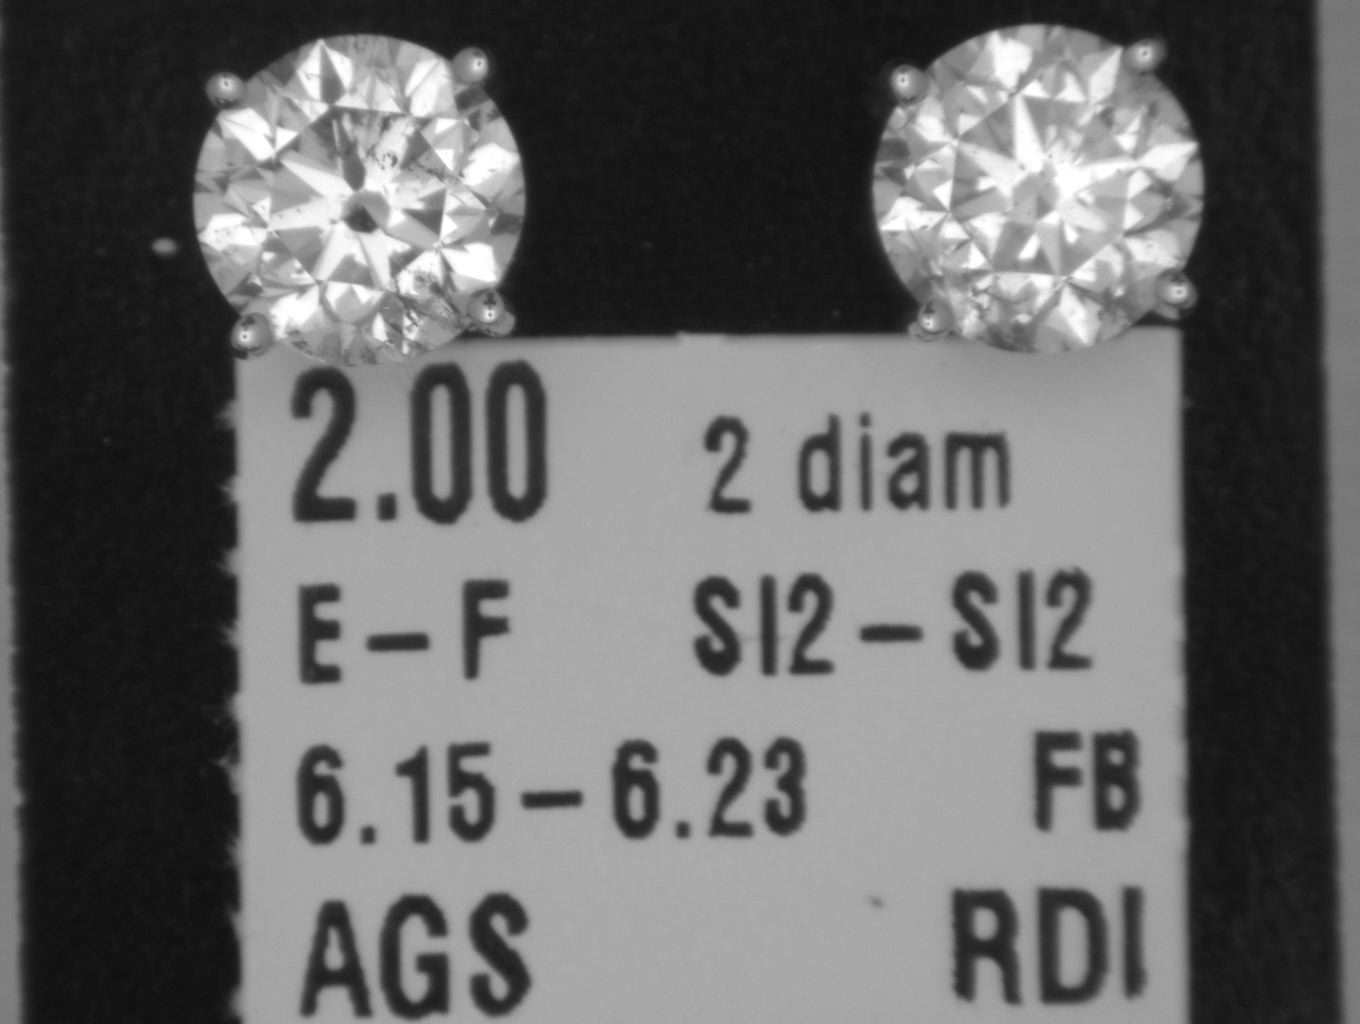 2.00 2 diam
E-F SI2-SI2
6.15-6.23 FB
AGS RDI